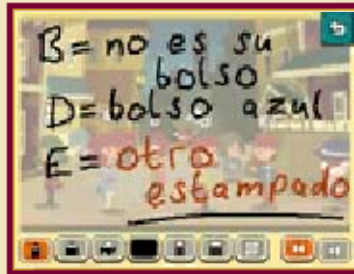 B= no es su
bolso
D= bolso azul
E= otro
estampado